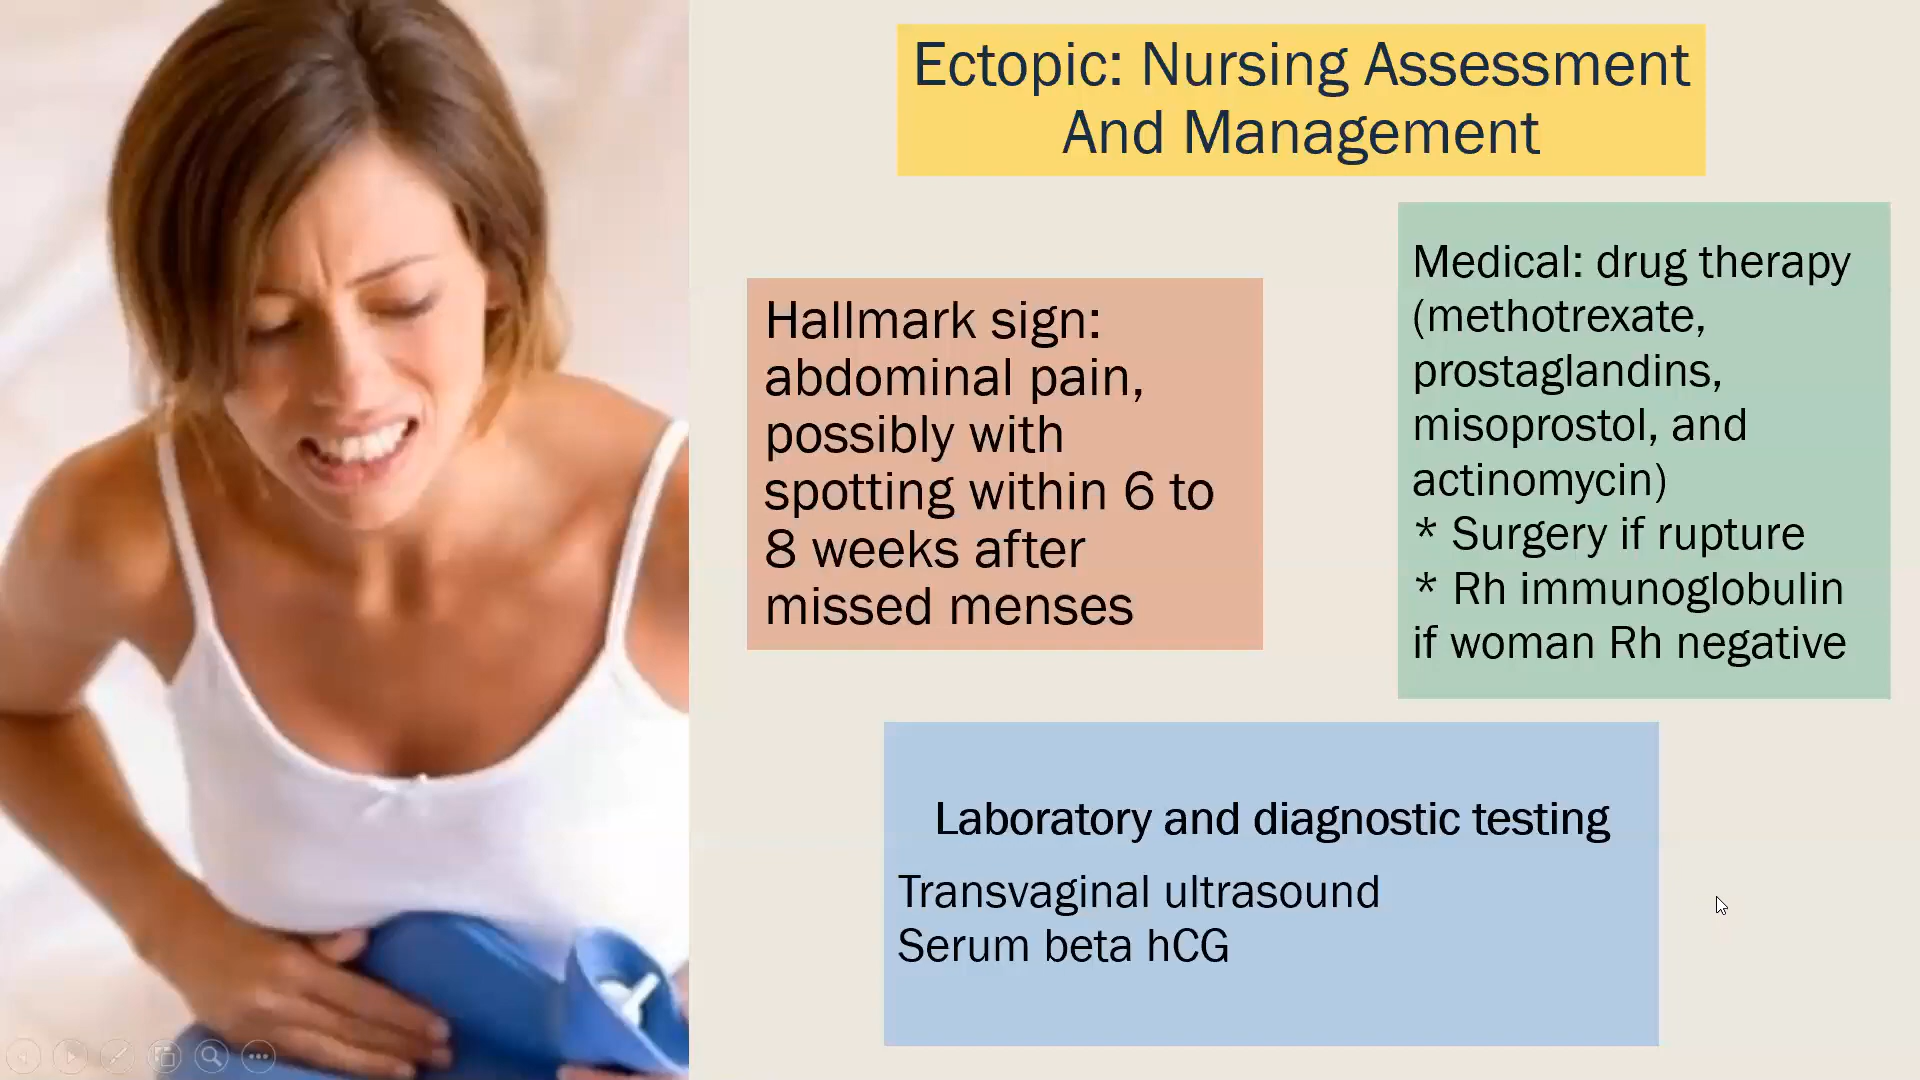 Ectopic: Nursing Assessment
And Management
Hallmark sign:
abdominal pain,
possibly with
spotting within 6 to
8 weeks after
missed menses
Medical: drug therapy
(methotrexate,
prostaglandins,
misoprostol, and
actinomycin)
* Surgery if rupture
* Rh immunoglobulin
if woman Rh negative
Laboratory and diagnostic testing
Transvaginal ultrasound
Serum beta hCG